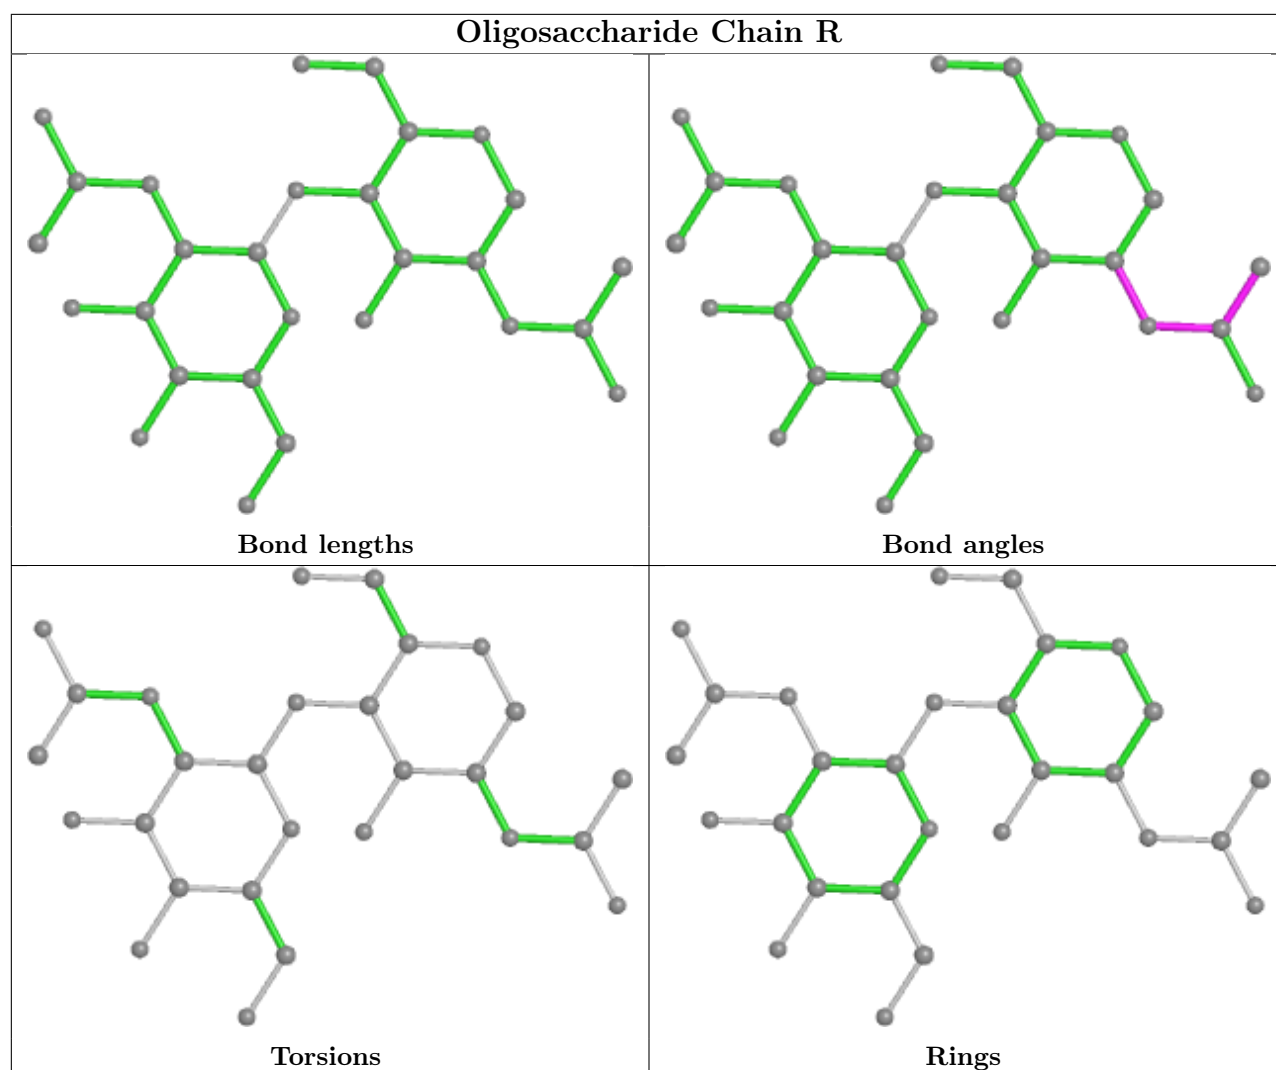 Oligosaccharide Chain R
Bond lengths
Bond angles
Torsions
Rings